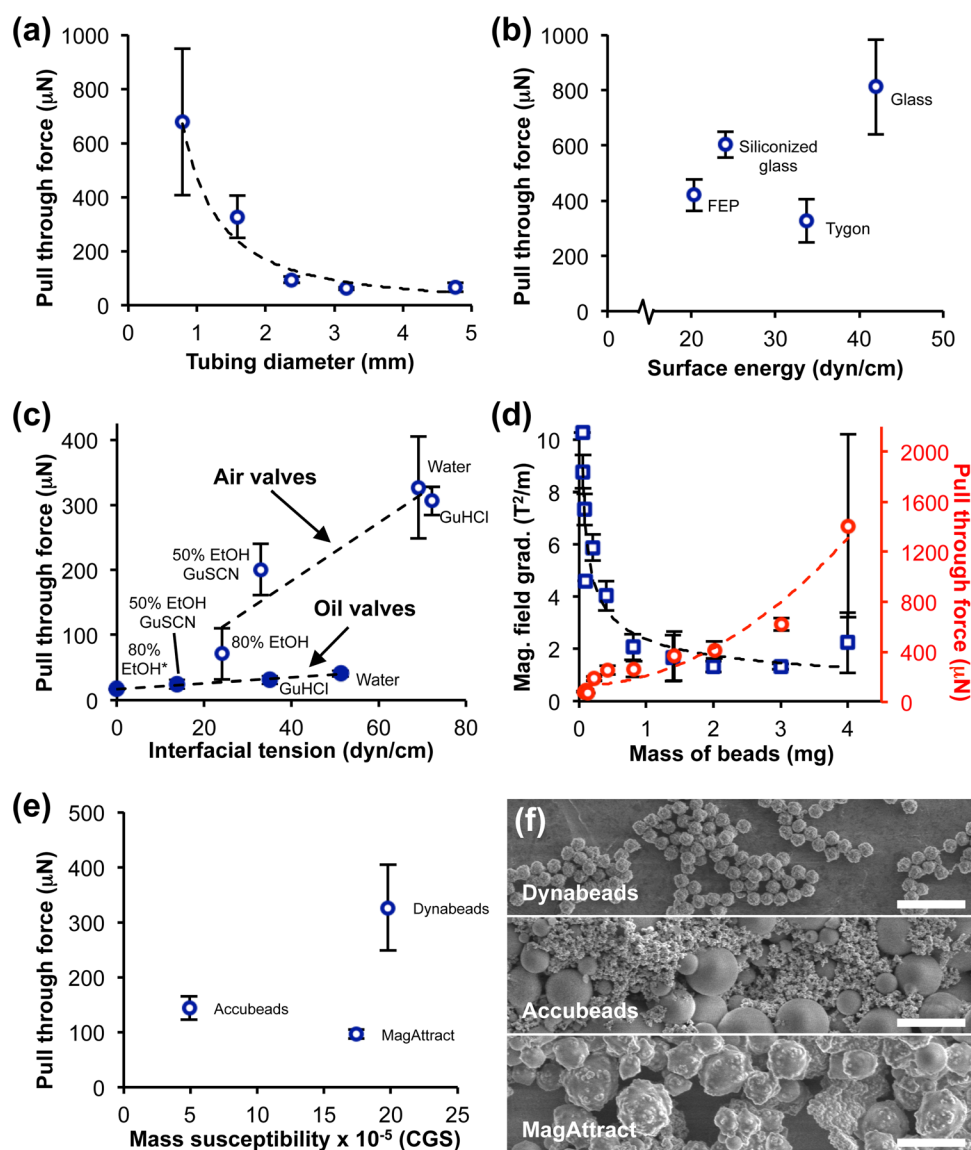 (a)
1000
800
600
400
200
0
Pull through force (µN)
0 1 2 3 4 5
Tubing diameter (mm)
(b)
1000
800
600
400
200
0
Pull through force (µN)
Glass
Siliconized
glass
FEP
Tygon
0 20 30 40 50
Surface energy (dyn/cm)
(c)
400
300
200
100
0
Pull through force (µN)
Air valves
Water
GuHCl
50% EtOH
GuSCN
50% EtOH
GuSCN
Oil valves
80%
EtOH*
80% EtOH
GuHCl
Water
0 20 40 60 80
Interfacial tension (dyn/cm)
(d)
10
8
6
4
2
0
Mag. field grad. (T²/m)
2000
1600
1200
800
400
0
Pull through force (µN)
0 1 2 3 4
Mass of beads (mg)
(e)
500
400
300
200
100
0
Pull through force (µN)
Dynabeads
Accubeads
MagAttract
0 5 10 15 20 25
Mass susceptibility x 10⁻⁵ (CGS)
(f)
Dynabeads
Accubeads
MagAttract